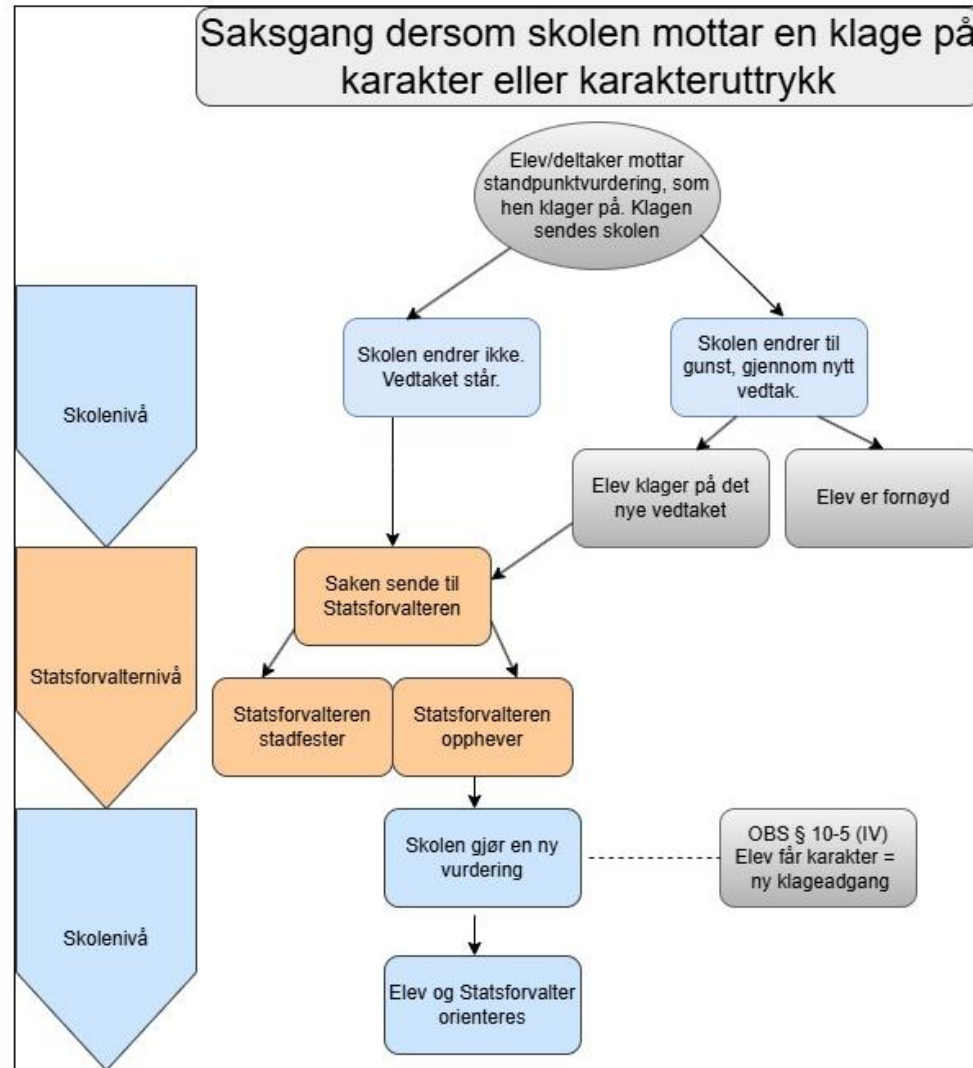 Saksgang dersom skolen mottar en klage på
karakter eller karakteruttrykk
Elev/deltaker mottar
standpunktvurdering, som
hen klager på. Klagen
sendes skolen
Skolen endrer ikke.
Vedtaket står.
Skolen endrer til
gunst, gjennom nytt
vedtak.
Skolenivå
Elev klager på det
nye vedtaket
Elev er fornøyd
Saken sende til
Statsforvalteren
Statsforvalternivå
Statsforvalteren
stadfester
Statsforvalteren
opphever
Skolen gjør en ny
vurdering
OBS § 10-5 (IV)
Elev får karakter =
ny klageadgang
Skolenivå
Elev og Statsforvalter
orienteres